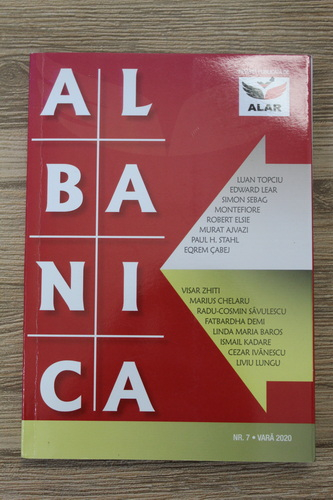 AL
BA
NI
CA
ALAR
LUAN TOPCIU
EDWARD LEAR
SIMON SEBAG
MONTEFIORE
ROBERT ELSIE
MURAT AJVAZI
PAUL H. STAHL
EQREM ÇABEJ
VISAR ZHITI
MARIUS CHELARU
RADU-COSMIN SĂVULESCU
FATBARDHA DEMI
LINDA MARIA BAROS
ISMAIL KADARE
CEZAR IVĂNESCU
LIVIU LUNGU
NR. 7 • VARĂ 2020